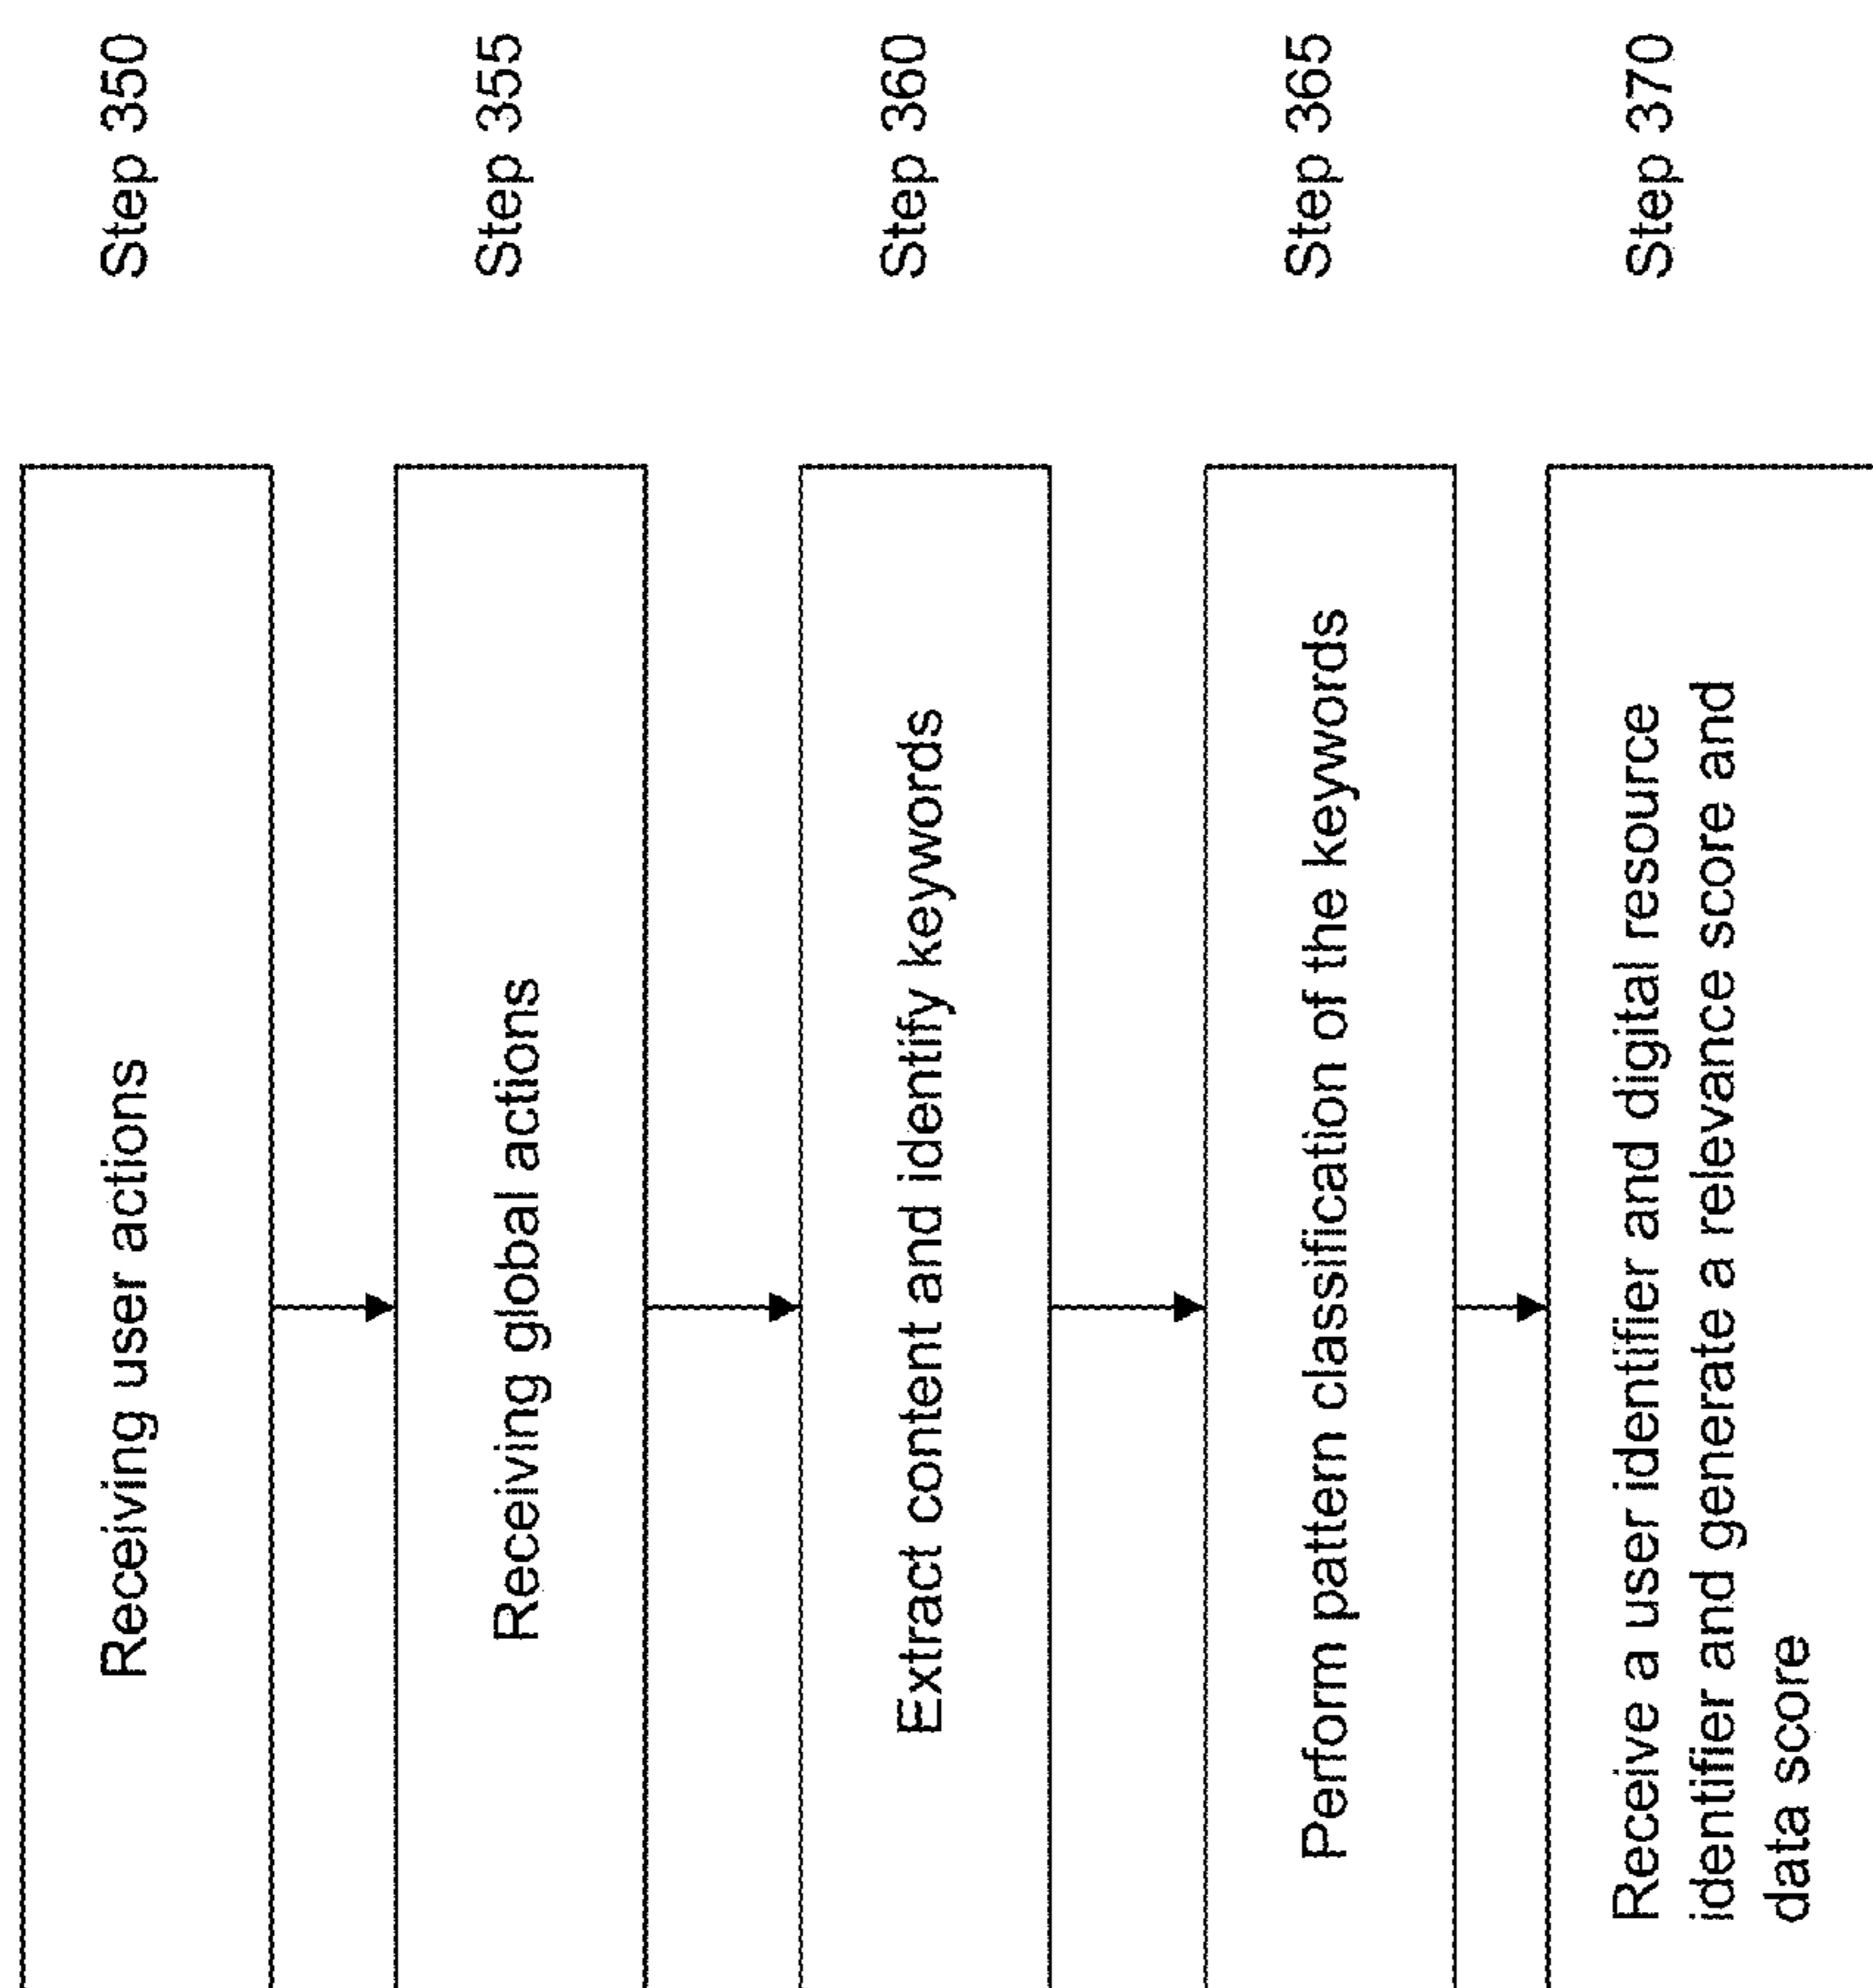 Receiving user actions
Step 350
Receiving global actions
Step 355
Extract content and identify keywords
Step 360
Perform pattern classification of the keywords
Step 365
Receive a user identifier and digital resource
identifier and generate a relevance score and
data score
Step 370